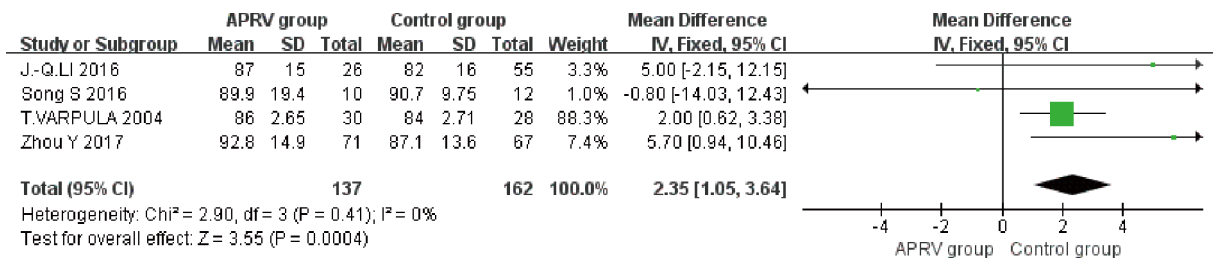 APRV group Control group Mean Difference Mean Difference
Study or Subgroup Mean SD Total Mean SD Total Weight IV, Fixed, 95% CI IV, Fixed, 95% CI
J.-Q.LI 2016 87 15 26 82 16 55 3.3% 5.00 [-2.15, 12.15]
Song S 2016 89.9 19.4 10 90.7 9.75 12 1.0% -0.80 [-14.03, 12.43]
T.VARPULA 2004 86 2.65 30 84 2.71 28 88.3% 2.00 [0.62, 3.38]
Zhou Y 2017 92.8 14.9 71 87.1 13.6 67 7.4% 5.70 [0.94, 10.46]
Total (95% CI) 137 162 100.0% 2.35 [1.05, 3.64]
Heterogeneity: Chi² = 2.90, df = 3 (P = 0.41); I² = 0%
Test for overall effect: Z = 3.55 (P = 0.0004)
-4 -2 0 2 4
APRV group Control group